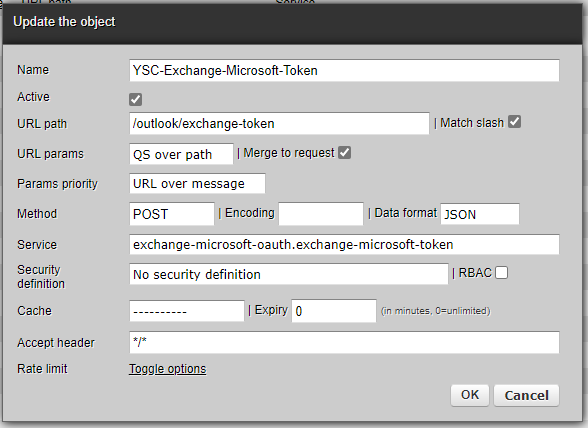 Update the object
Name YSC-Exchange-Microsoft-Token
Active
URL path /outlook/exchange-token | Match slash
URL params QS over path | Merge to request
Params priority URL over message
Method POST | Encoding | Data format JSON
Service exchange-microsoft-oauth.exchange-microsoft-token
Security
definition No security definition | RBAC
Cache ---------- | Expiry 0 (in minutes, 0=unlimited)
Accept header */*
Rate limit Toggle options
OK Cancel